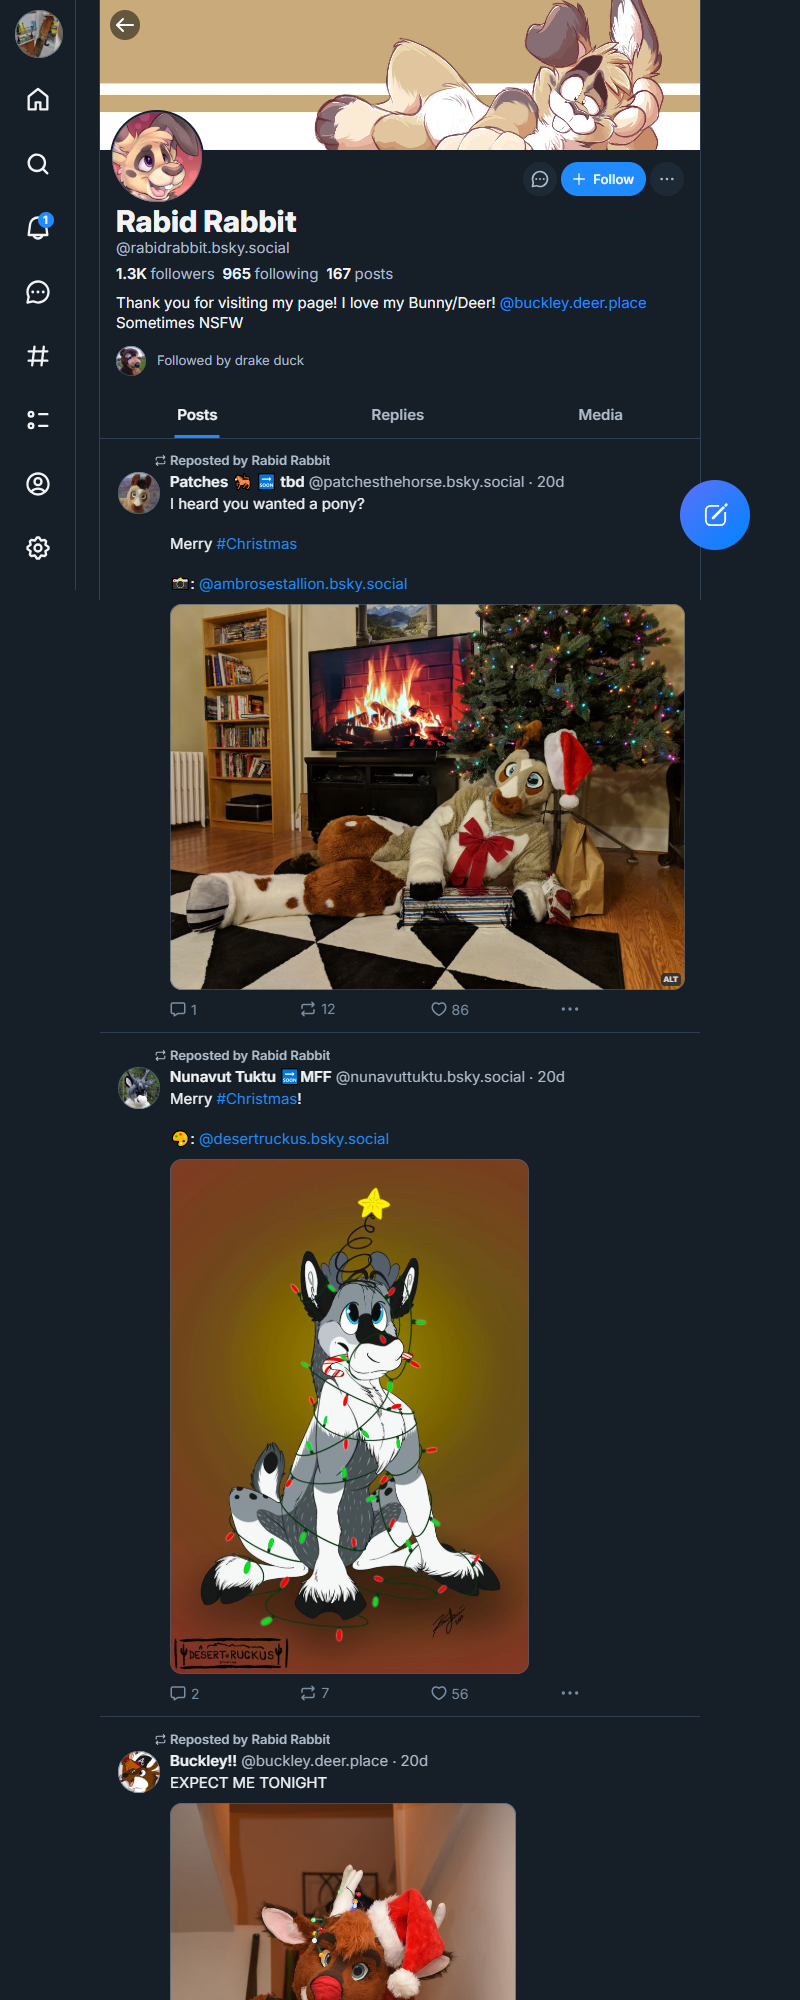 Rabid Rabbit
@rabidrabbit.bsky.social
Follow
1.3K followers 965 following 167 posts
Thank you for visiting my page! I love my Bunny/Deer! @buckley.deer.place
Sometimes NSFW
Followed by drake duck
1
Posts Replies Media
Reposted by Rabid Rabbit
Patches 🐎 🔜 tbd @patchesthehorse.bsky.social · 20d
I heard you wanted a pony?
Merry #Christmas
📸: @ambrosestallion.bsky.social
ALT
1 12 86
Reposted by Rabid Rabbit
Nunavut Tuktu 🔜 MFF @nunavuttuktu.bsky.social · 20d
Merry #Christmas!
🎨: @desertruckus.bsky.social
DESERT RUCKUS
2 7 56
Reposted by Rabid Rabbit
Buckley!! @buckley.deer.place · 20d
EXPECT ME TONIGHT